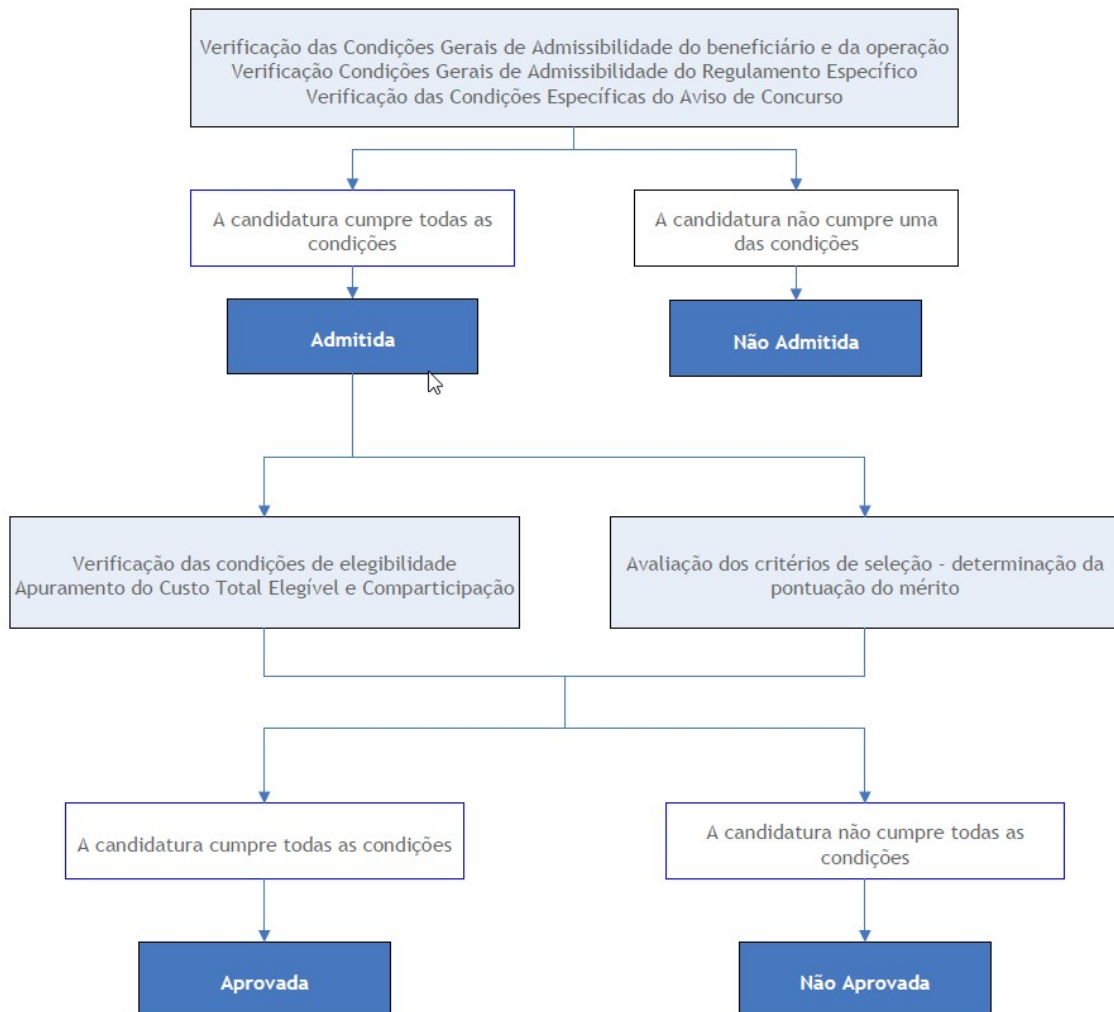 Verificação das Condições Gerais de Admissibilidade do beneficiário e da operação
Verificação Condições Gerais de Admissibilidade do Regulamento Específico
Verificação das Condições Específicas do Aviso de Concurso
A candidatura cumpre todas as
condições
A candidatura não cumpre uma
das condições
Admitida
Não Admitida
Verificação das condições de elegibilidade
Apuramento do Custo Total Elegível e Comparticipação
Avaliação dos critérios de seleção - determinação da
pontuação do mérito
A candidatura cumpre todas as condições
A candidatura não cumpre todas as
condições
Aprovada
Não Aprovada